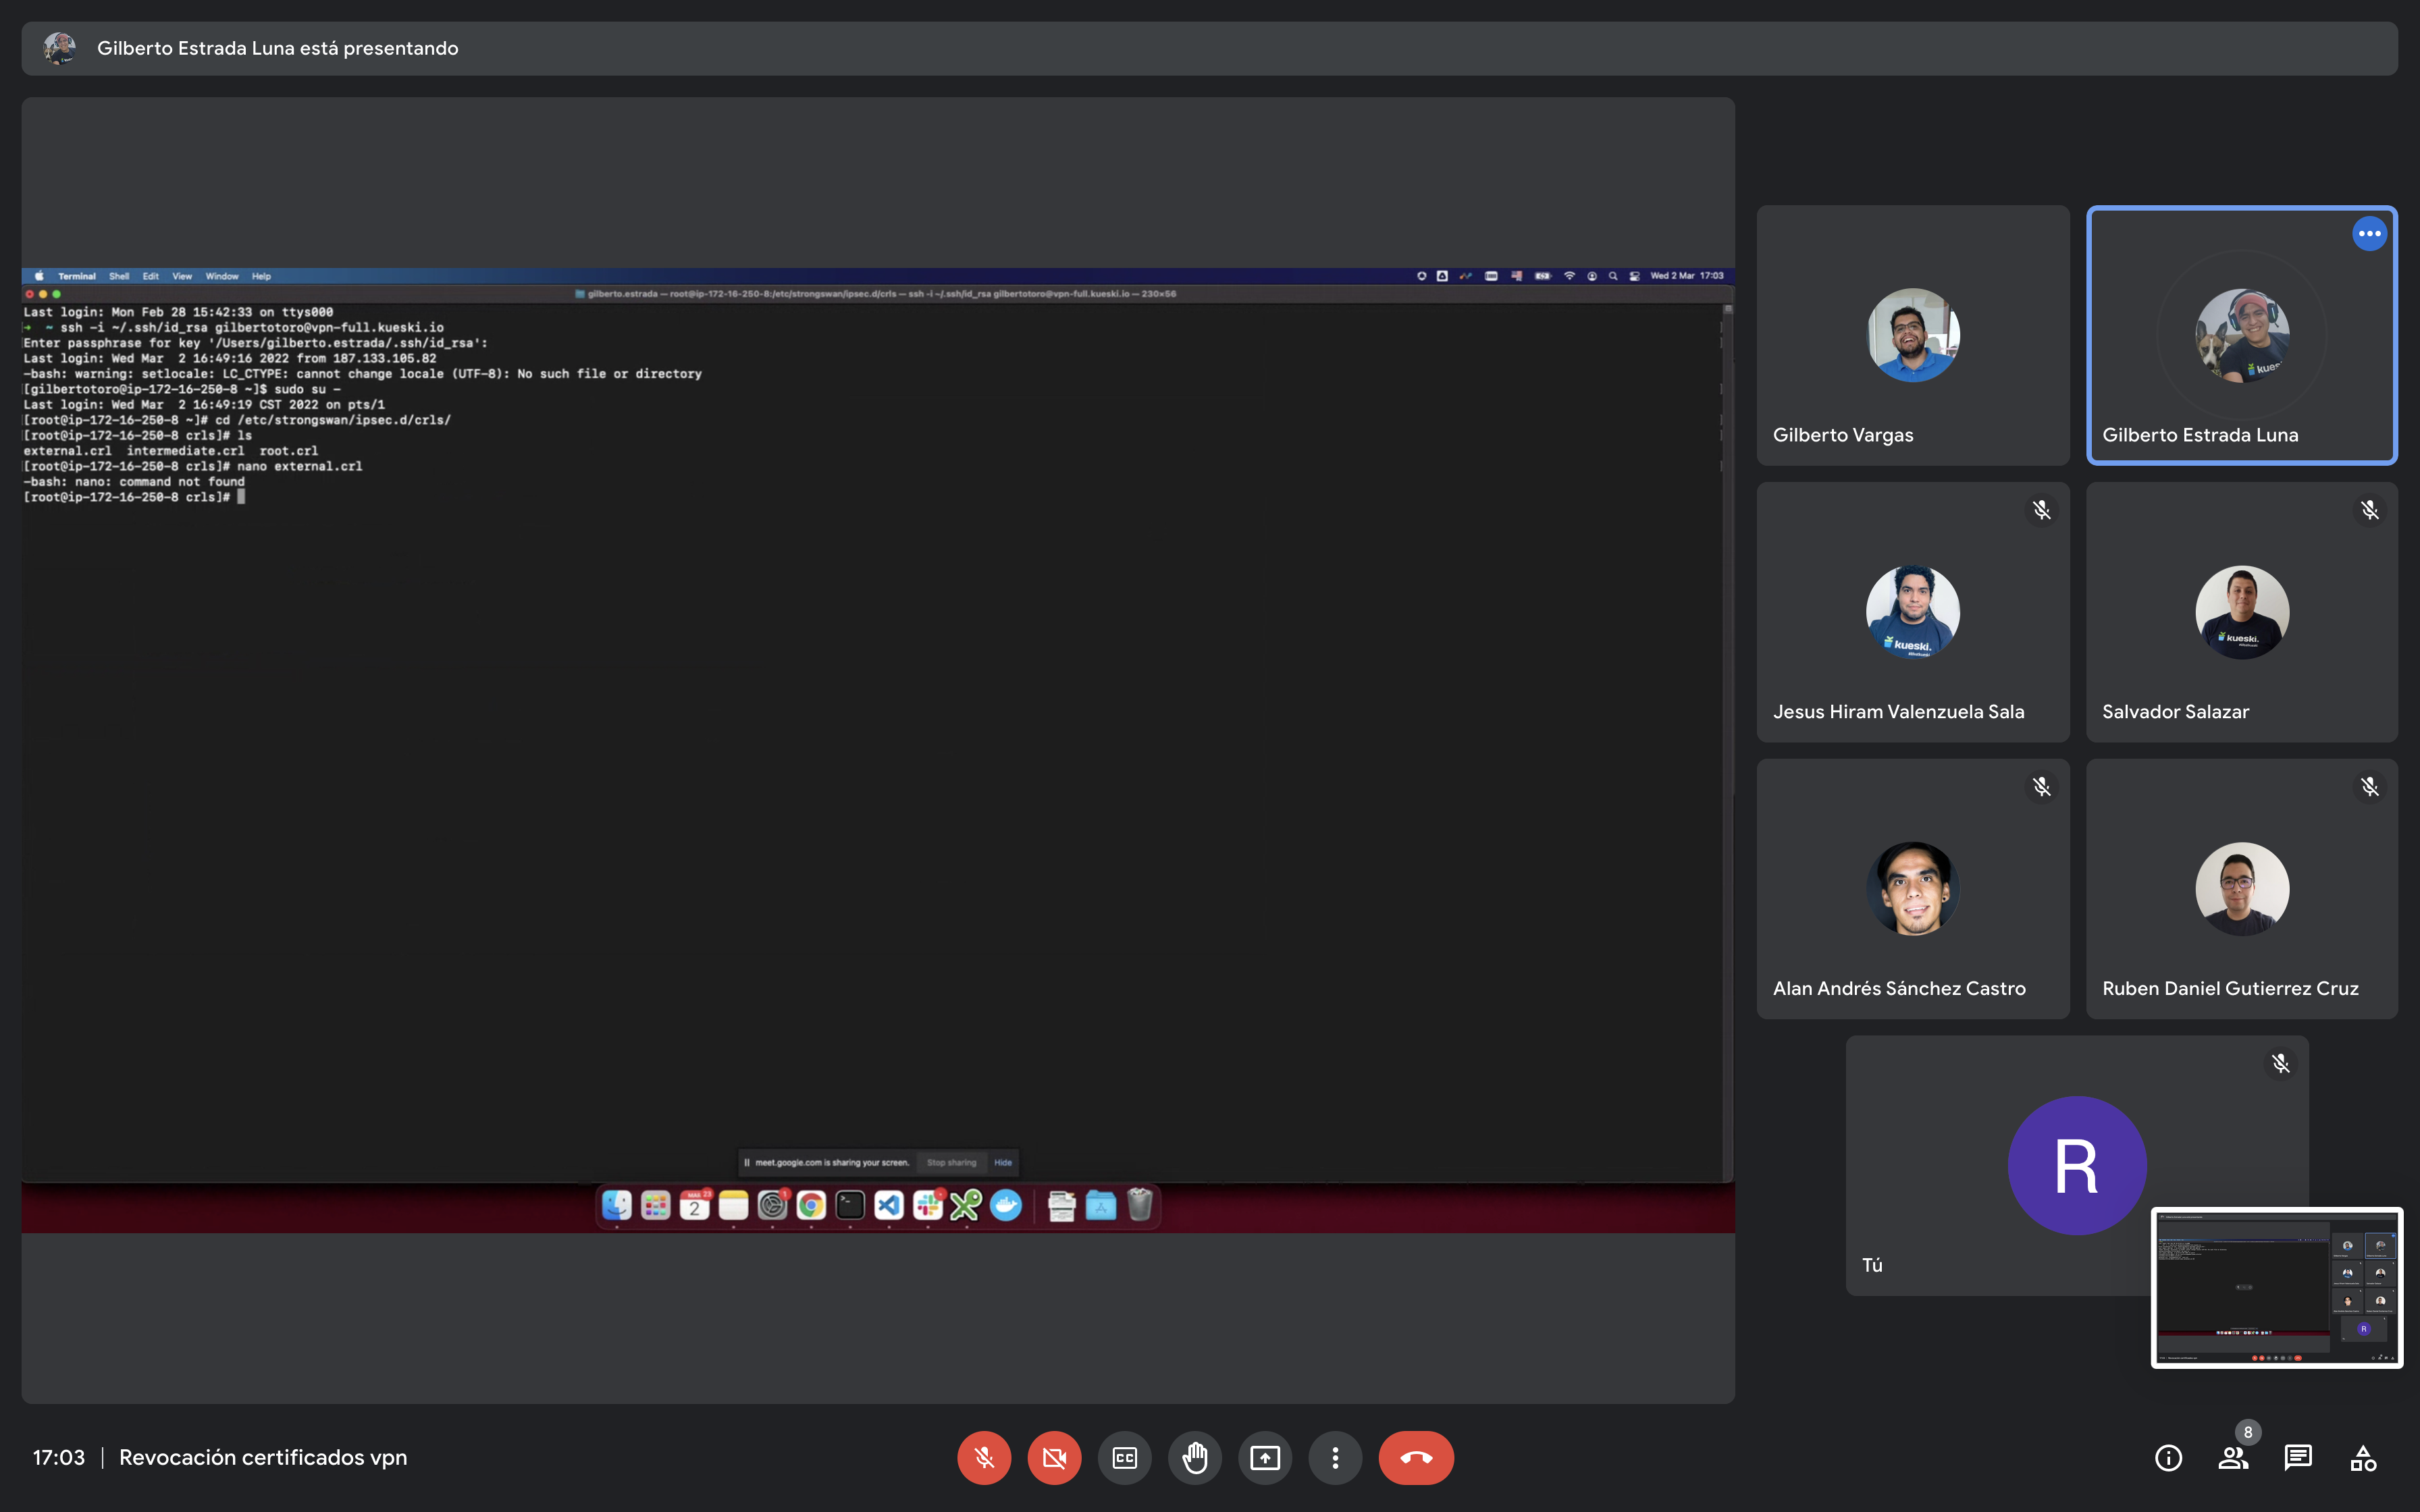 Gilberto Estrada Luna está presentando
Terminal Shell Edit View Window Help
Wed 2 Mar 17:03
gilberto.estrada — root@ip-172-16-250-8:/etc/strongswan/ipsec.d/crls — ssh -i ~/.ssh/id_rsa gilbertotoro@vpn-full.kueski.io — 230×56
Last login: Mon Feb 28 15:42:33 on ttys000
➜ ~ ssh -i ~/.ssh/id_rsa gilbertotoro@vpn-full.kueski.io
Enter passphrase for key '/Users/gilberto.estrada/.ssh/id_rsa':
Last login: Wed Mar  2 16:49:16 2022 from 187.133.105.82
-bash: warning: setlocale: LC_CTYPE: cannot change locale (UTF-8): No such file or directory
[gilbertotoro@ip-172-16-250-8 ~]$ sudo su -
Last login: Wed Mar  2 16:49:19 CST 2022 on pts/1
[root@ip-172-16-250-8 ~]# cd /etc/strongswan/ipsec.d/crls/
[root@ip-172-16-250-8 crls]# ls
external.crl  intermediate.crl  root.crl
[root@ip-172-16-250-8 crls]# nano external.crl
-bash: nano: command not found
[root@ip-172-16-250-8 crls]#
meet.google.com is sharing your screen. Stop sharing Hide
MAR 23
2
1
Gilberto Vargas
kues
Gilberto Estrada Luna
kueski.
Jesus Hiram Valenzuela Sala
kueski.
Salvador Salazar
Alan Andrés Sánchez Castro
Ruben Daniel Gutierrez Cruz
R
Tú
17:03 | Revocación certificados vpn
CC
8